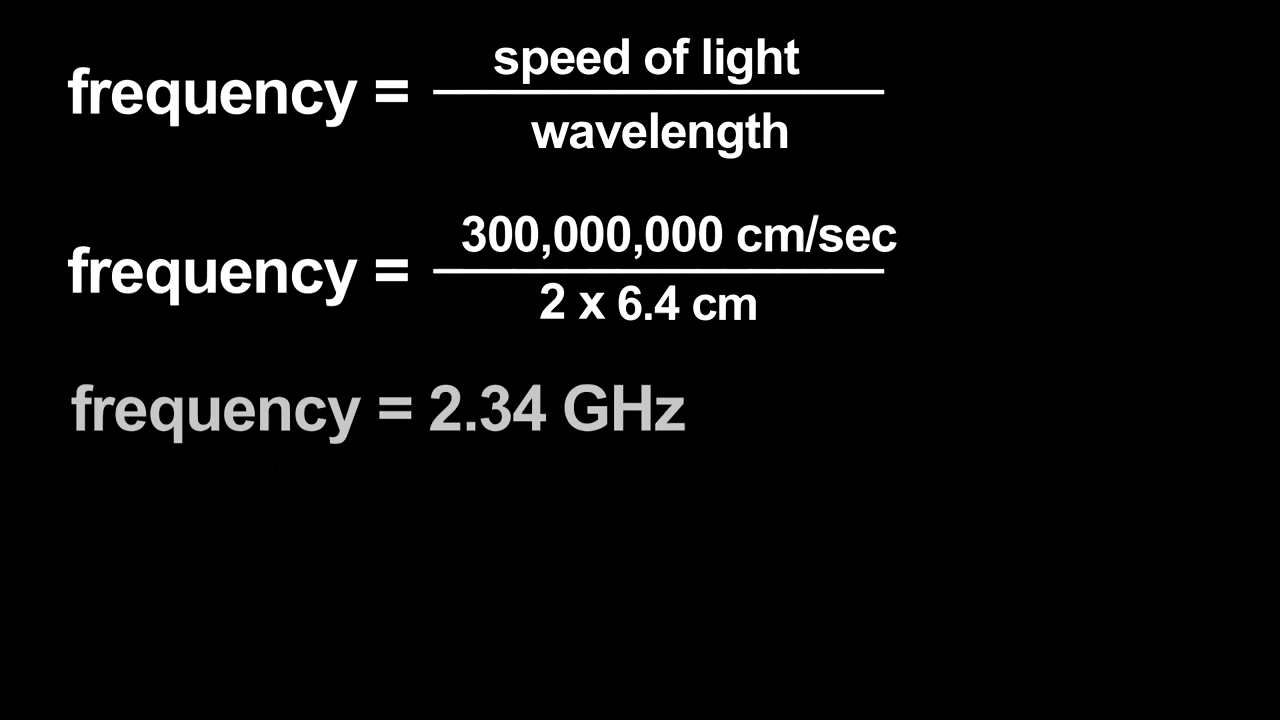 frequency = speed of light
wavelength
frequency = 300,000,000 cm/sec
2 x 6.4 cm
frequency = 2.34 GHz